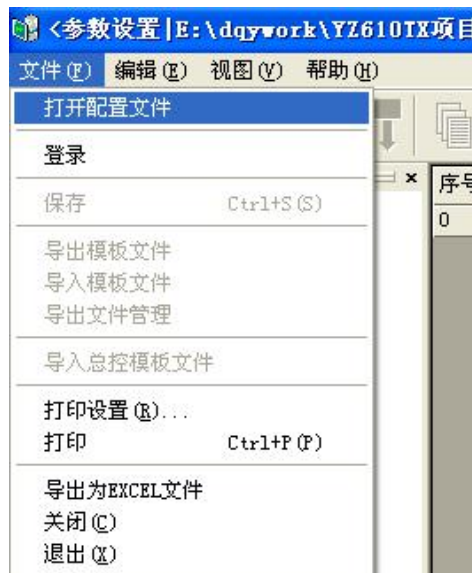 <参数设置|E:\dqywork\YZ610TX项目
文件(F) 编辑(E) 视图(V) 帮助(H)
打开配置文件
登录
保存 Ctrl+S(S)
导出模板文件
导入模板文件
导出文件管理
导入总控模板文件
打印设置(R)...
打印 Ctrl+P(P)
导出为EXCEL文件
关闭(C)
退出(X)
序号
0